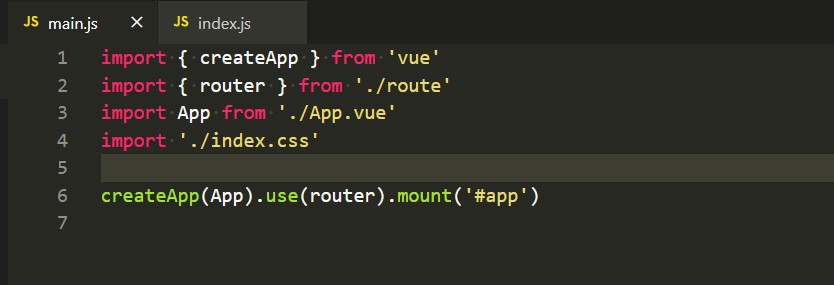 JS main.js × JS index.js
1 import { createApp } from 'vue'
2 import { router } from './route'
3 import App from './App.vue'
4 import './index.css'
5
6 createApp(App).use(router).mount('#app')
7